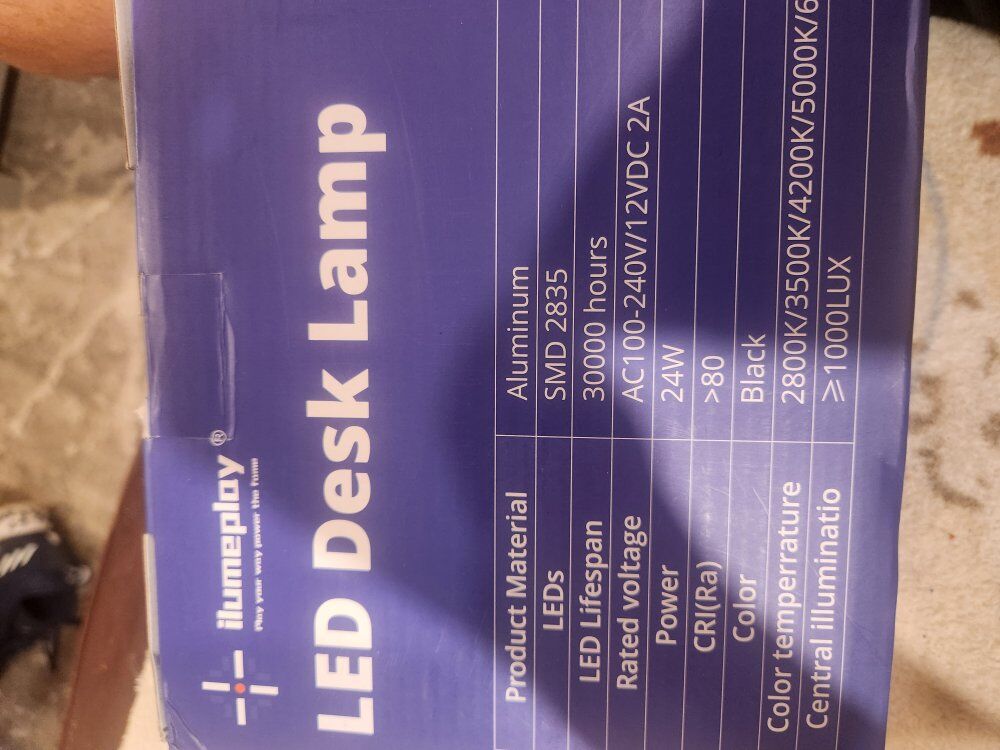 ilumeplay®
Play your way power the fome
LED Desk Lamp
Product Material Aluminum
LEDs SMD 2835
LED Lifespan 30000 hours
Rated voltage AC100-240V/12VDC 2A
Power 24W
CRI(Ra) >80
Color Black
Color temperrature 2800K/3500K/4200K/5000K/6
Central illuminatio ⩾1000LUX